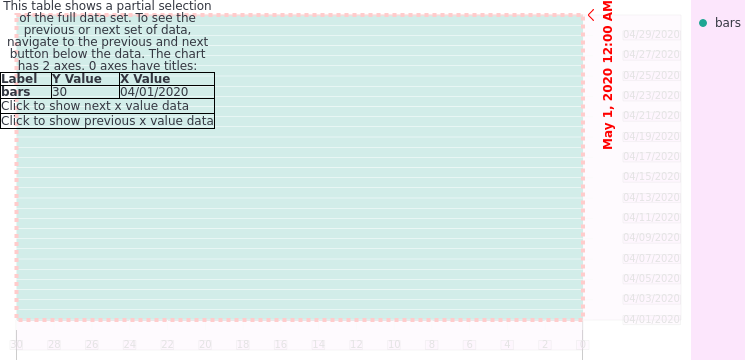 This table shows a partial selection
of the full data set. To see the
previous or next set of data,
navigate to the previous and next
button below the data. The chart
has 2 axes. 0 axes have titles:
Label Y Value X Value
bars 30 04/01/2020
Click to show next x value data
Click to show previous x value data
May 1, 2020 12:00 AM
bars
04/29/2020
04/27/2020
04/25/2020
04/23/2020
04/21/2020
04/19/2020
04/17/2020
04/15/2020
04/13/2020
04/11/2020
04/09/2020
04/07/2020
04/05/2020
04/03/2020
04/01/2020
30 28 26 24 22 20 18 16 14 12 10 8 6 4 2 0